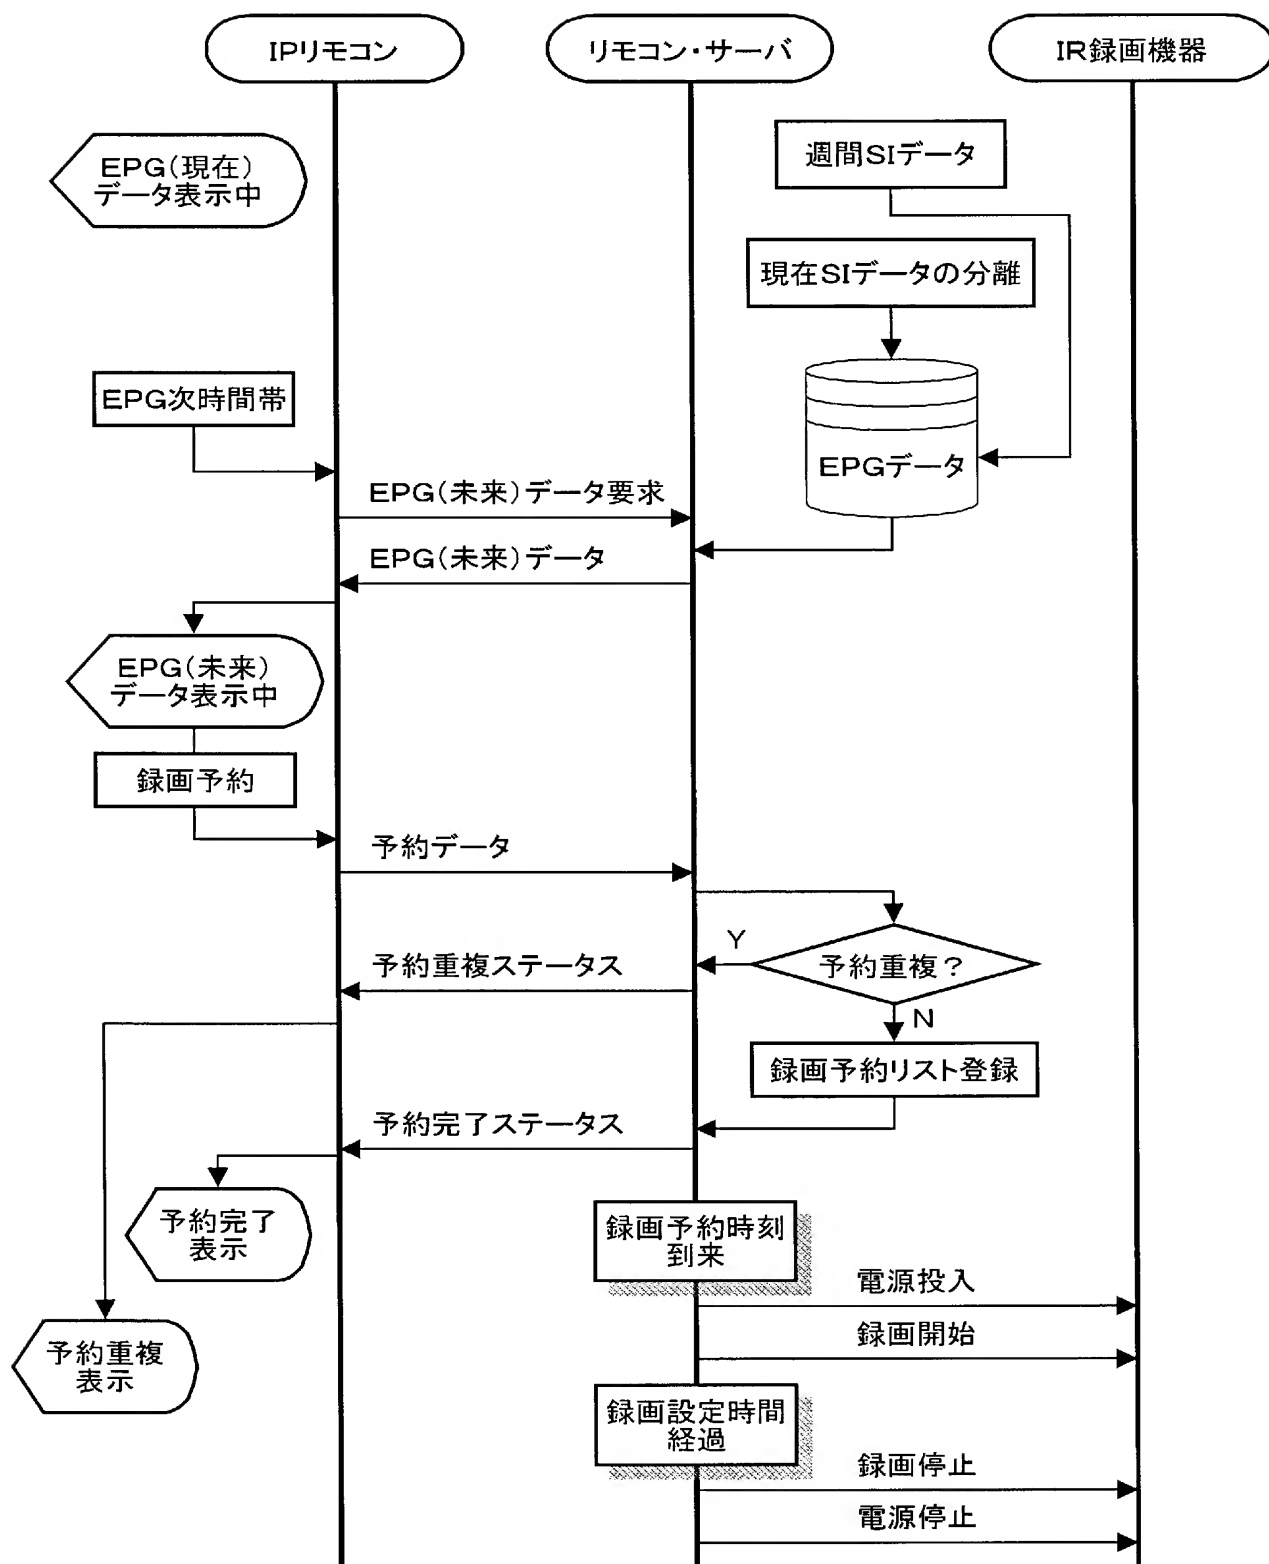 IPリモコン
リモコン・サーバ
IR録画機器
EPG(現在)
データ表示中
週間SIデータ
現在SIデータの分離
EPG次時間帯
EPGデータ
EPG(未来)データ要求
EPG(未来)データ
EPG(未来)
データ表示中
録画予約
予約データ
予約重複?
Y
予約重複ステータス
N
録画予約リスト登録
予約完了ステータス
予約完了
表示
録画予約時刻
到来
電源投入
録画開始
予約重複
表示
録画設定時間
経過
録画停止
電源停止